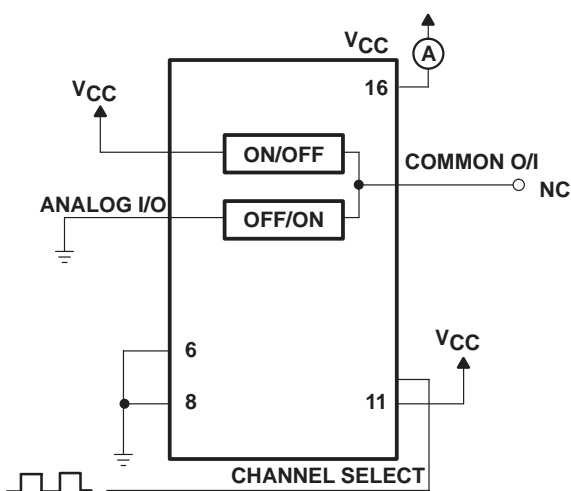 VCC
A
16
VCC
ON/OFF
COMMON O/I
NC
ANALOG I/O
OFF/ON
VCC
6
8
11
CHANNEL SELECT